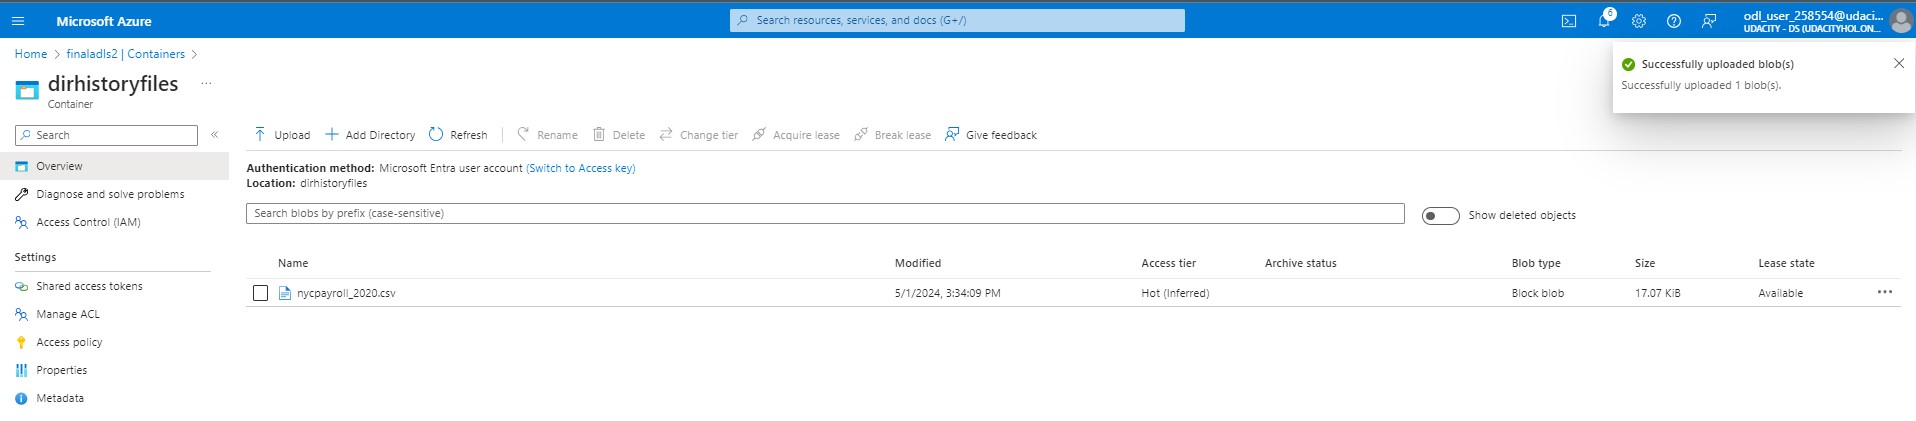 Microsoft Azure
Search resources, services, and docs (G+/)
6
odl_user_258554@udaci...
UDACITY - DS (UDACITYHOL.ON...
Home > finaladls2 | Containers >
dirhistoryfiles ...
Container
Successfully uploaded blob(s)
Successfully uploaded 1 blob(s).
Search
Overview
Diagnose and solve problems
Access Control (IAM)
Settings
Shared access tokens
Manage ACL
Access policy
Properties
Metadata
Upload Add Directory Refresh Rename Delete Change tier Acquire lease Break lease Give feedback
Authentication method: Microsoft Entra user account (Switch to Access key)
Location: dirhistoryfiles
Search blobs by prefix (case-sensitive)
Show deleted objects
Name Modified Access tier Archive status Blob type Size Lease state
nycpayroll_2020.csv 5/1/2024, 3:34:09 PM Hot (Inferred) Block blob 17.07 KiB Available ...